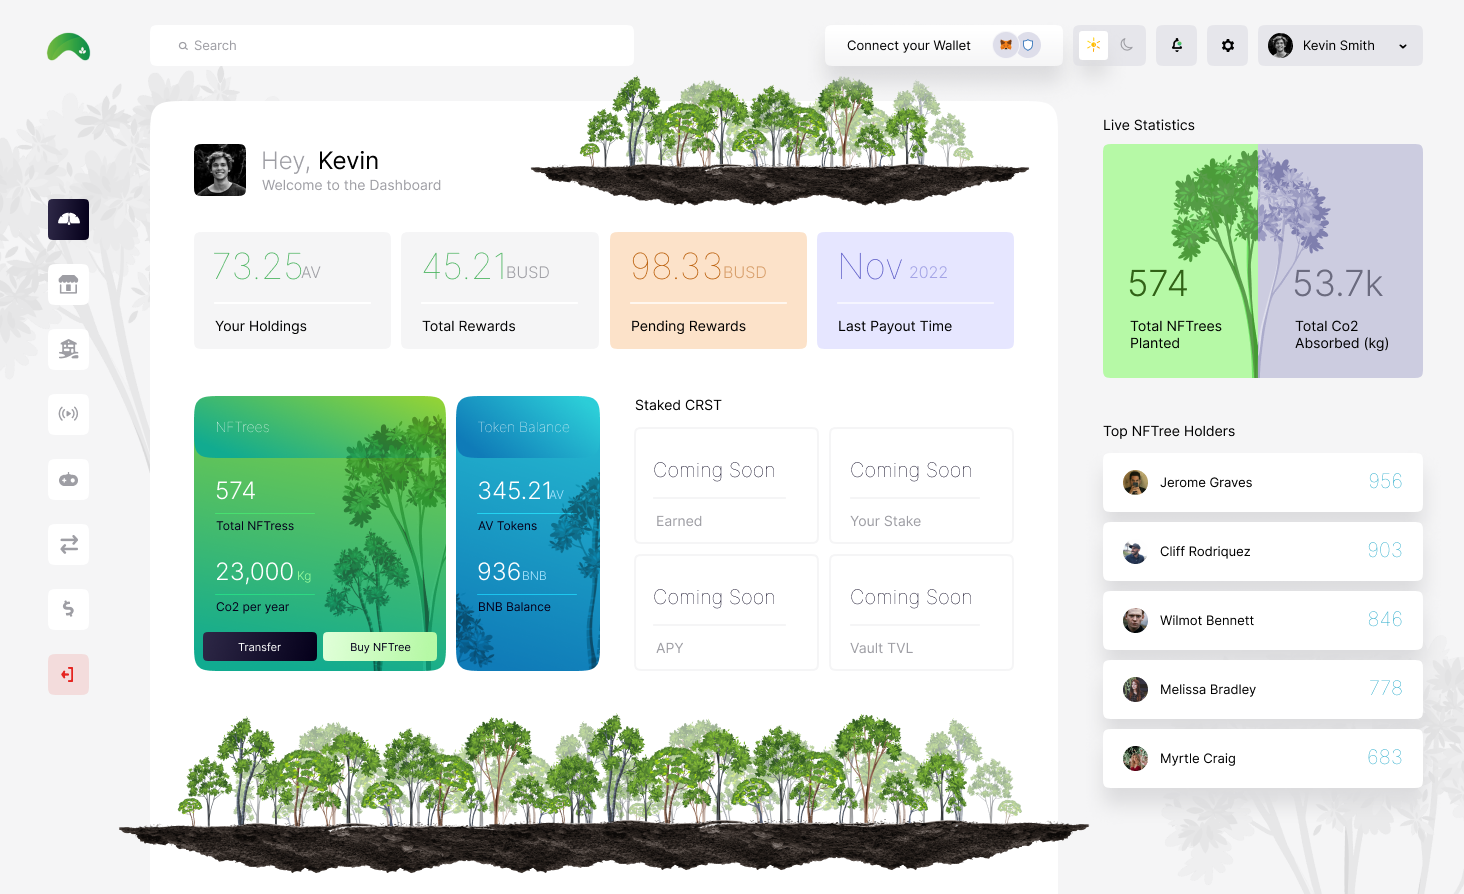 Search
Connect your Wallet
Kevin Smith
Hey, Kevin
Welcome to the Dashboard
73.25AV
Your Holdings
45.21BUSD
Total Rewards
98.33BUSD
Pending Rewards
Nov 2022
Last Payout Time
NFTrees
574
Total NFTress
23,000 Kg
Co2 per year
Transfer
Buy NFTree
Token Balance
345.21AV
AV Tokens
936BNB
BNB Balance
Staked CRST
Coming Soon
Earned
Coming Soon
Your Stake
Coming Soon
APY
Coming Soon
Vault TVL
Live Statistics
574
Total NFTrees
Planted
53.7k
Total Co2
Absorbed (kg)
Top NFTree Holders
Jerome Graves 956
Cliff Rodriquez 903
Wilmot Bennett 846
Melissa Bradley 778
Myrtle Craig 683